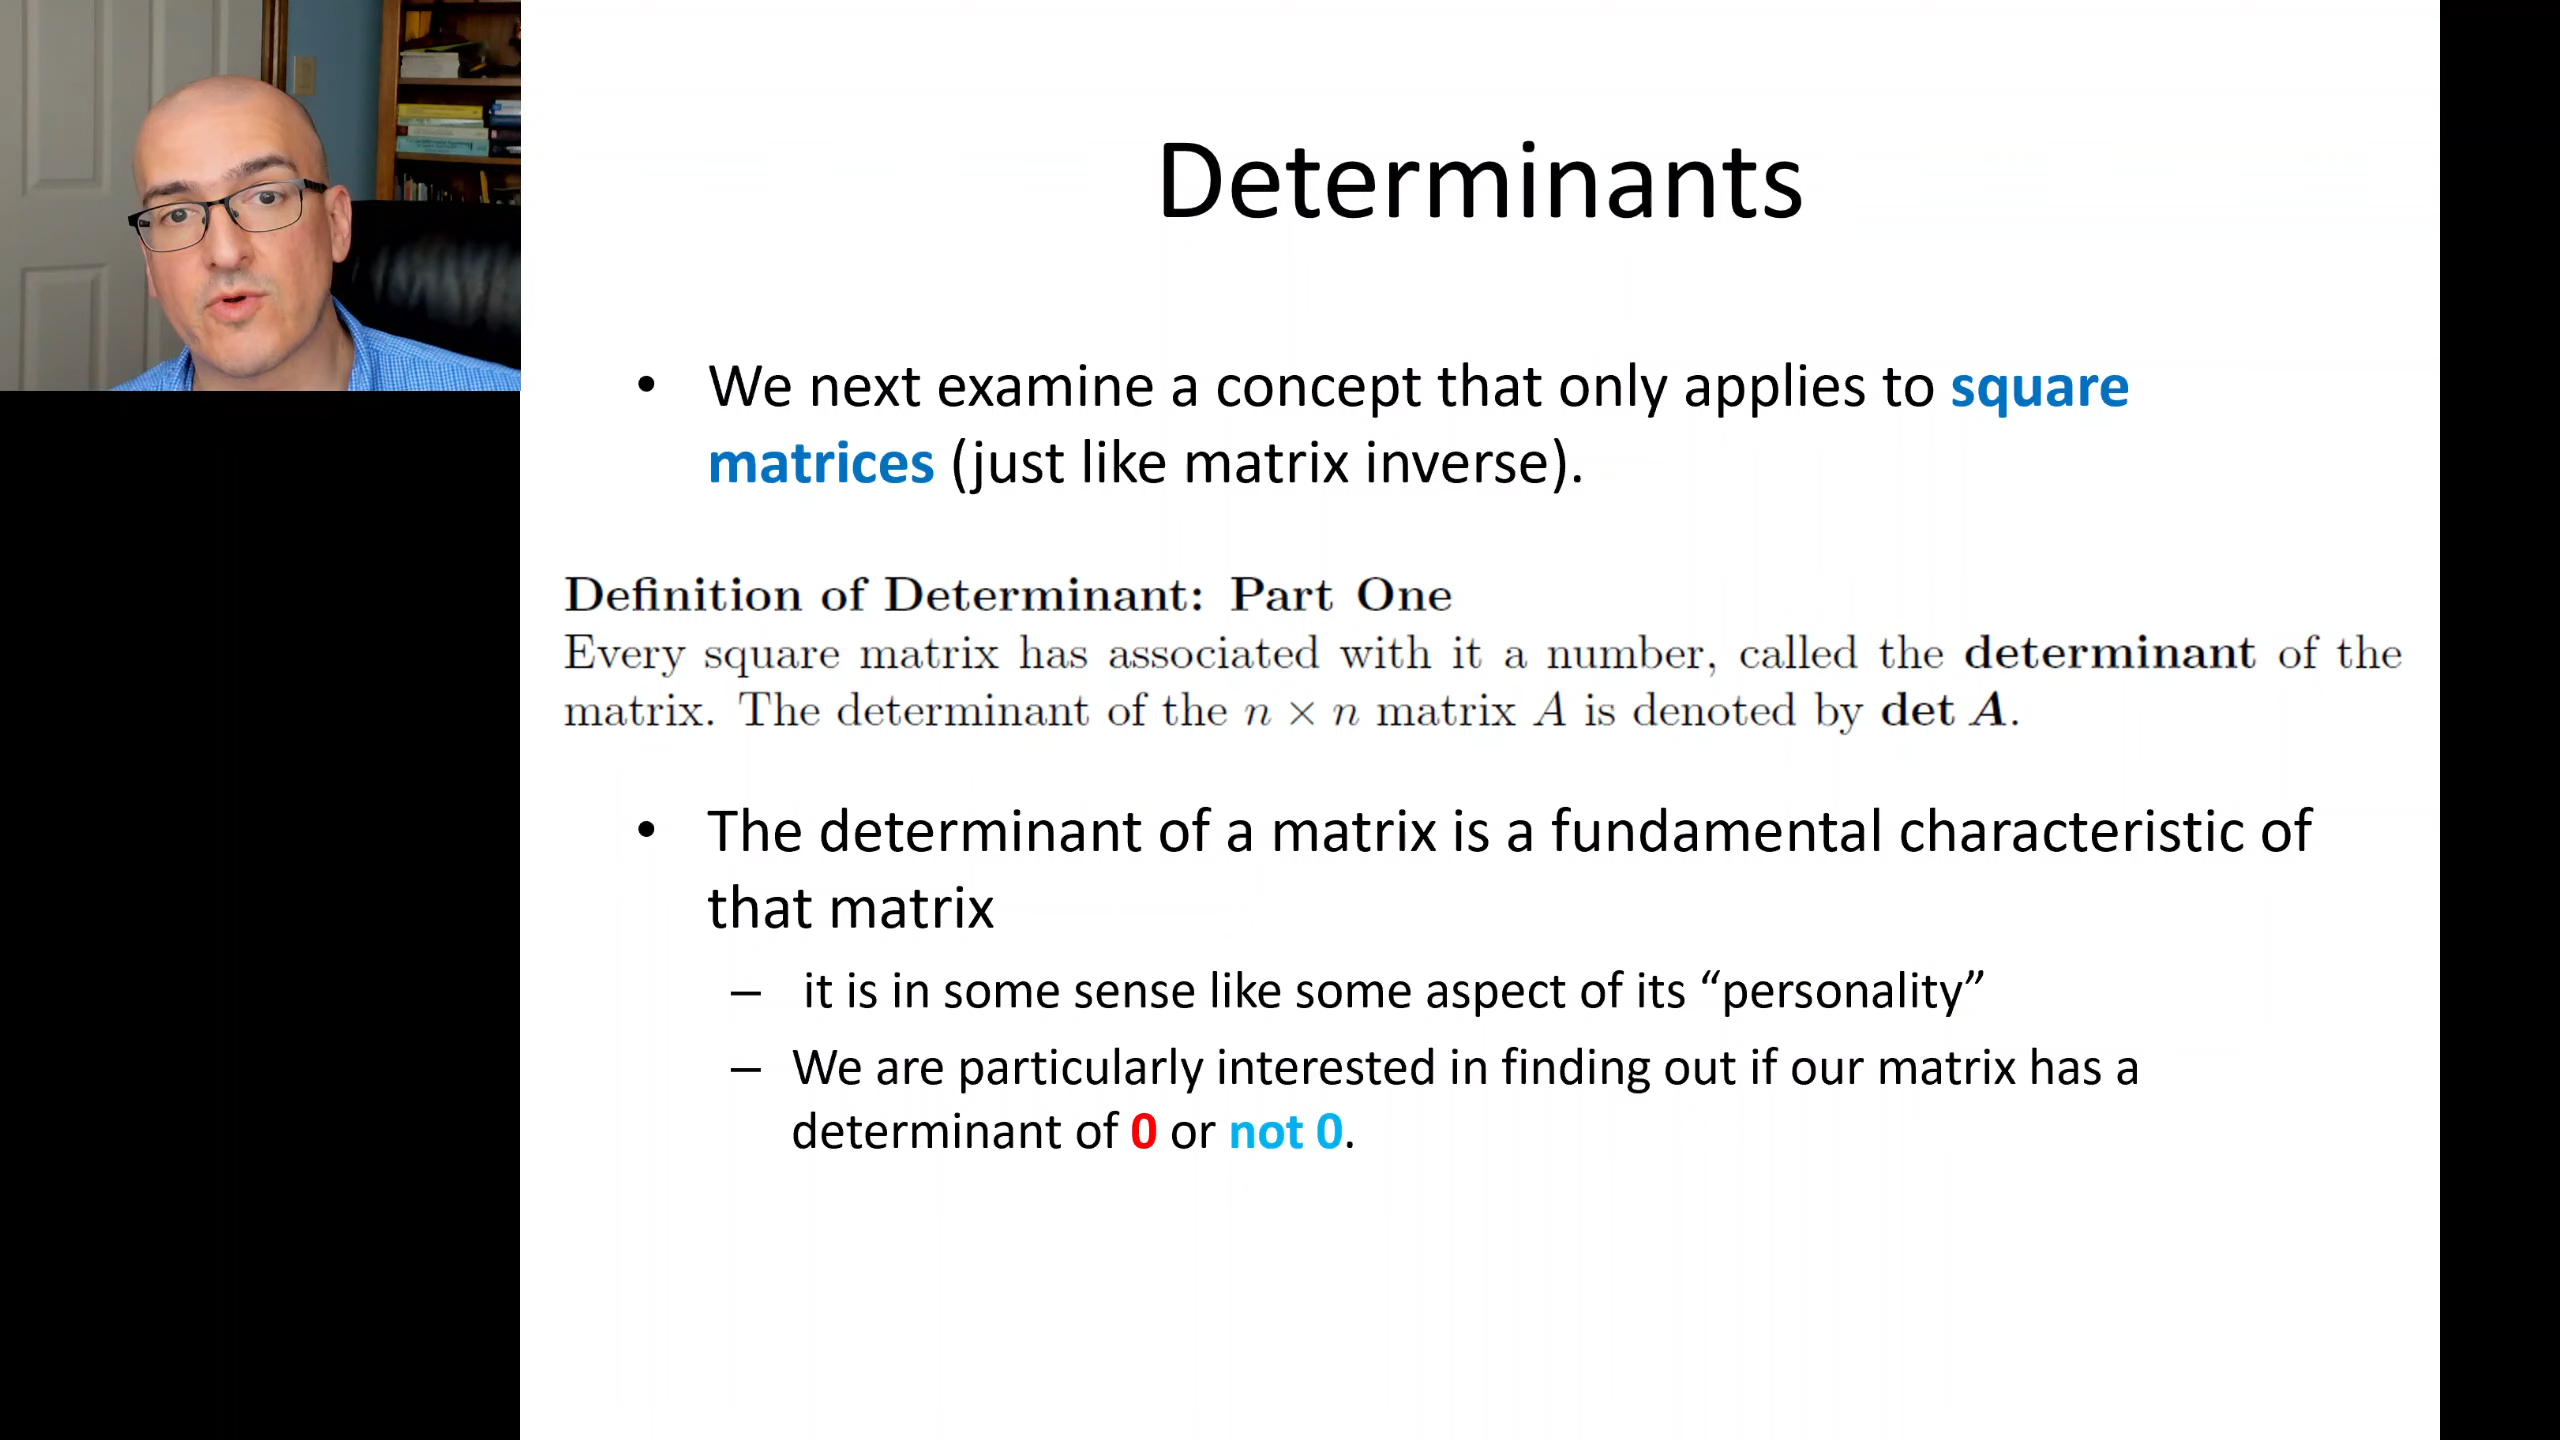 Determinants
• We next examine a concept that only applies to square
matrices (just like matrix inverse).
Definition of Determinant: Part One
Every square matrix has associated with it a number, called the determinant of the
matrix. The determinant of the n × n matrix A is denoted by det A.
• The determinant of a matrix is a fundamental characteristic of
that matrix
– it is in some sense like some aspect of its “personality”
– We are particularly interested in finding out if our matrix has a
determinant of 0 or not 0.